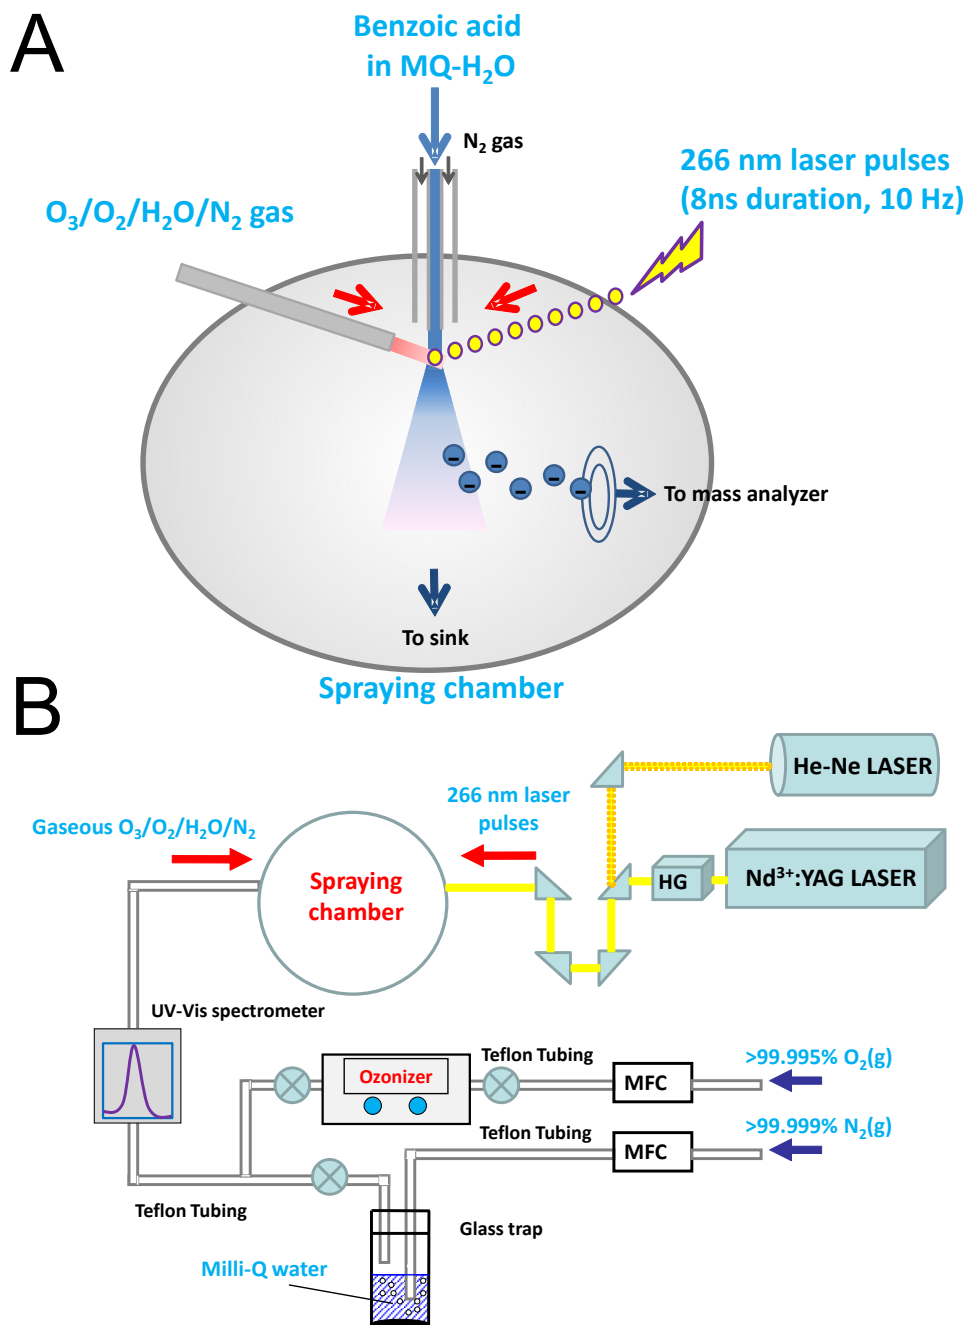 A
Benzoic acid
in MQ-H₂O
N₂ gas
266 nm laser pulses
(8ns duration, 10 Hz)
O₃/O₂/H₂O/N₂ gas
To mass analyzer
To sink
Spraying chamber
B
He-Ne LASER
266 nm laser
pulses
Gaseous O₃/O₂/H₂O/N₂
HG
Nd³⁺:YAG LASER
Spraying
chamber
UV-Vis spectrometer
Teflon Tubing
>99.995% O₂(g)
Ozonizer
MFC
>99.999% N₂(g)
Teflon Tubing
MFC
Teflon Tubing
Glass trap
Milli-Q water